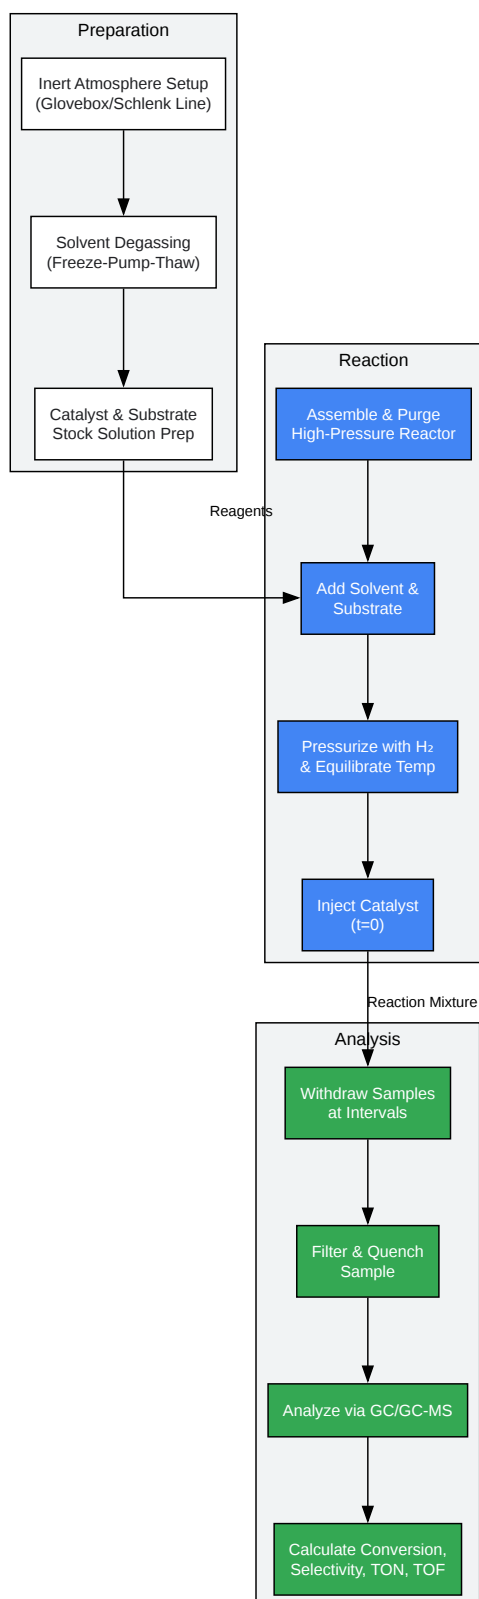 Preparation
Inert Atmosphere Setup
(Glovebox/Schlenk Line)
Solvent Degassing
(Freeze-Pump-Thaw)
Catalyst & Substrate
Stock Solution Prep
Reagents
Reaction
Assemble & Purge
High-Pressure Reactor
Add Solvent &
Substrate
Pressurize with H₂
& Equilibrate Temp
Inject Catalyst
(t=0)
Reaction Mixture
Analysis
Withdraw Samples
at Intervals
Filter & Quench
Sample
Analyze via GC/GC-MS
Calculate Conversion,
Selectivity, TON, TOF